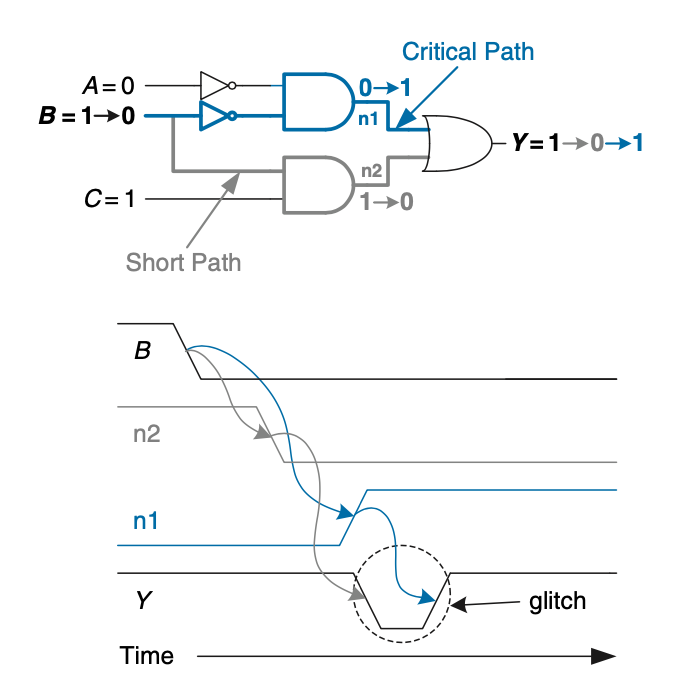 Critical Path
A = 0
0→1
B = 1→0
n1
Y = 1→0→1
n2
C = 1
1→0
Short Path
B
n2
n1
Y
glitch
Time